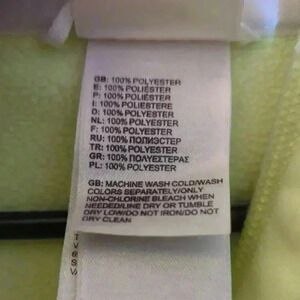 GB: 100% POLYESTER
E: 100% POLIÉSTER
P: 100% POLIÉSTER
I: 100% POLIESTERE
D: 100% POLYESTER
NL: 100% POLYESTER
F: 100% POLYESTER
RU: 100% ПОЛИЭСТЕР
TR: 100% POLYESTER
GR: 100% ΠΟΛΥΕΣΤΕΡΑΣ
PL: 100% POLYESTER
GB: MACHINE WASH COLD/WASH
COLORS SEPARATELY/ONLY
NON-CHLORINE BLEACH WHEN
NEEDED/LINE DRY OR TUMBLE
DRY LOW/DO NOT IRON/DO NOT
DRY CLEAN